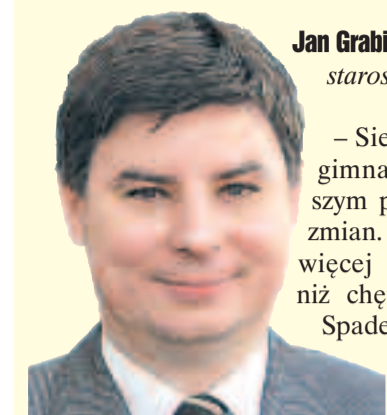 Jan Grabi
staros
– Sie
gimna
szym p
zmian.
więcej
niż chę
Spade